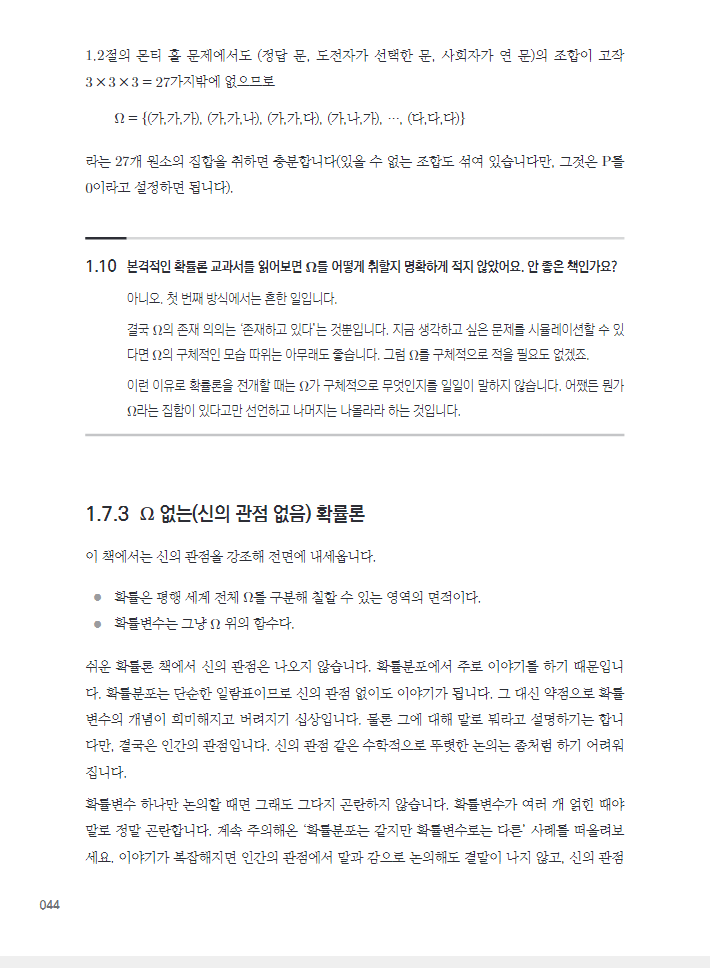 1.2절의 몬티 홀 문제에서도 (정답 문, 도전자가 선택한 문, 사회자가 연 문)의 조합이 고작
3 × 3 × 3 = 27가지밖에 없으므로
Ω = {(가,가,가), (가,가,나), (가,가,다), (가,나,가), ⋯, (다,다,다)}
라는 27개 원소의 집합을 취하면 충분합니다(있을 수 없는 조합도 섞여 있습니다만, 그것은 P를
0이라고 설정하면 됩니다).
1.10 본격적인 확률론 교과서를 읽어보면 Ω를 어떻게 취할지 명확하게 적지 않았어요. 안 좋은 책인가요?
아니오. 첫 번째 방식에서는 흔한 일입니다.
결국 Ω의 존재 의의는 ‘존재하고 있다’는 것뿐입니다. 지금 생각하고 싶은 문제를 시뮬레이션할 수 있
다면 Ω의 구체적인 모습 따위는 아무래도 좋습니다. 그럼 Ω를 구체적으로 적을 필요도 없겠죠.
이런 이유로 확률론을 전개할 때는 Ω가 구체적으로 무엇인지를 일일이 말하지 않습니다. 어쨌든 뭔가
Ω라는 집합이 있다고만 선언하고 나머지는 나몰라라 하는 것입니다.
1.7.3 Ω 없는(신의 관점 없음) 확률론
이 책에서는 신의 관점을 강조해 전면에 내세웁니다.
● 확률은 평행 세계 전체 Ω를 구분해 칠할 수 있는 영역의 면적이다.
● 확률변수는 그냥 Ω 위의 함수다.
쉬운 확률론 책에서 신의 관점은 나오지 않습니다. 확률분포에서 주로 이야기를 하기 때문입니
다. 확률분포는 단순한 일람표이므로 신의 관점 없이도 이야기가 됩니다. 그 대신 약점으로 확률
변수의 개념이 희미해지고 버려지기 십상입니다. 물론 그에 대해 말로 뭐라고 설명하기는 합니
다만, 결국은 인간의 관점입니다. 신의 관점 같은 수학적으로 뚜렷한 논의는 좀처럼 하기 어려워
집니다.
확률변수 하나만 논의할 때면 그래도 그다지 곤란하지 않습니다. 확률변수가 여러 개 얽힌 때야
말로 정말 곤란합니다. 계속 주의해온 ‘확률분포는 같지만 확률변수로는 다른’ 사례를 떠올려보
세요. 이야기가 복잡해지면 인간의 관점에서 말과 감으로 논의해도 결말이 나지 않고, 신의 관점
044